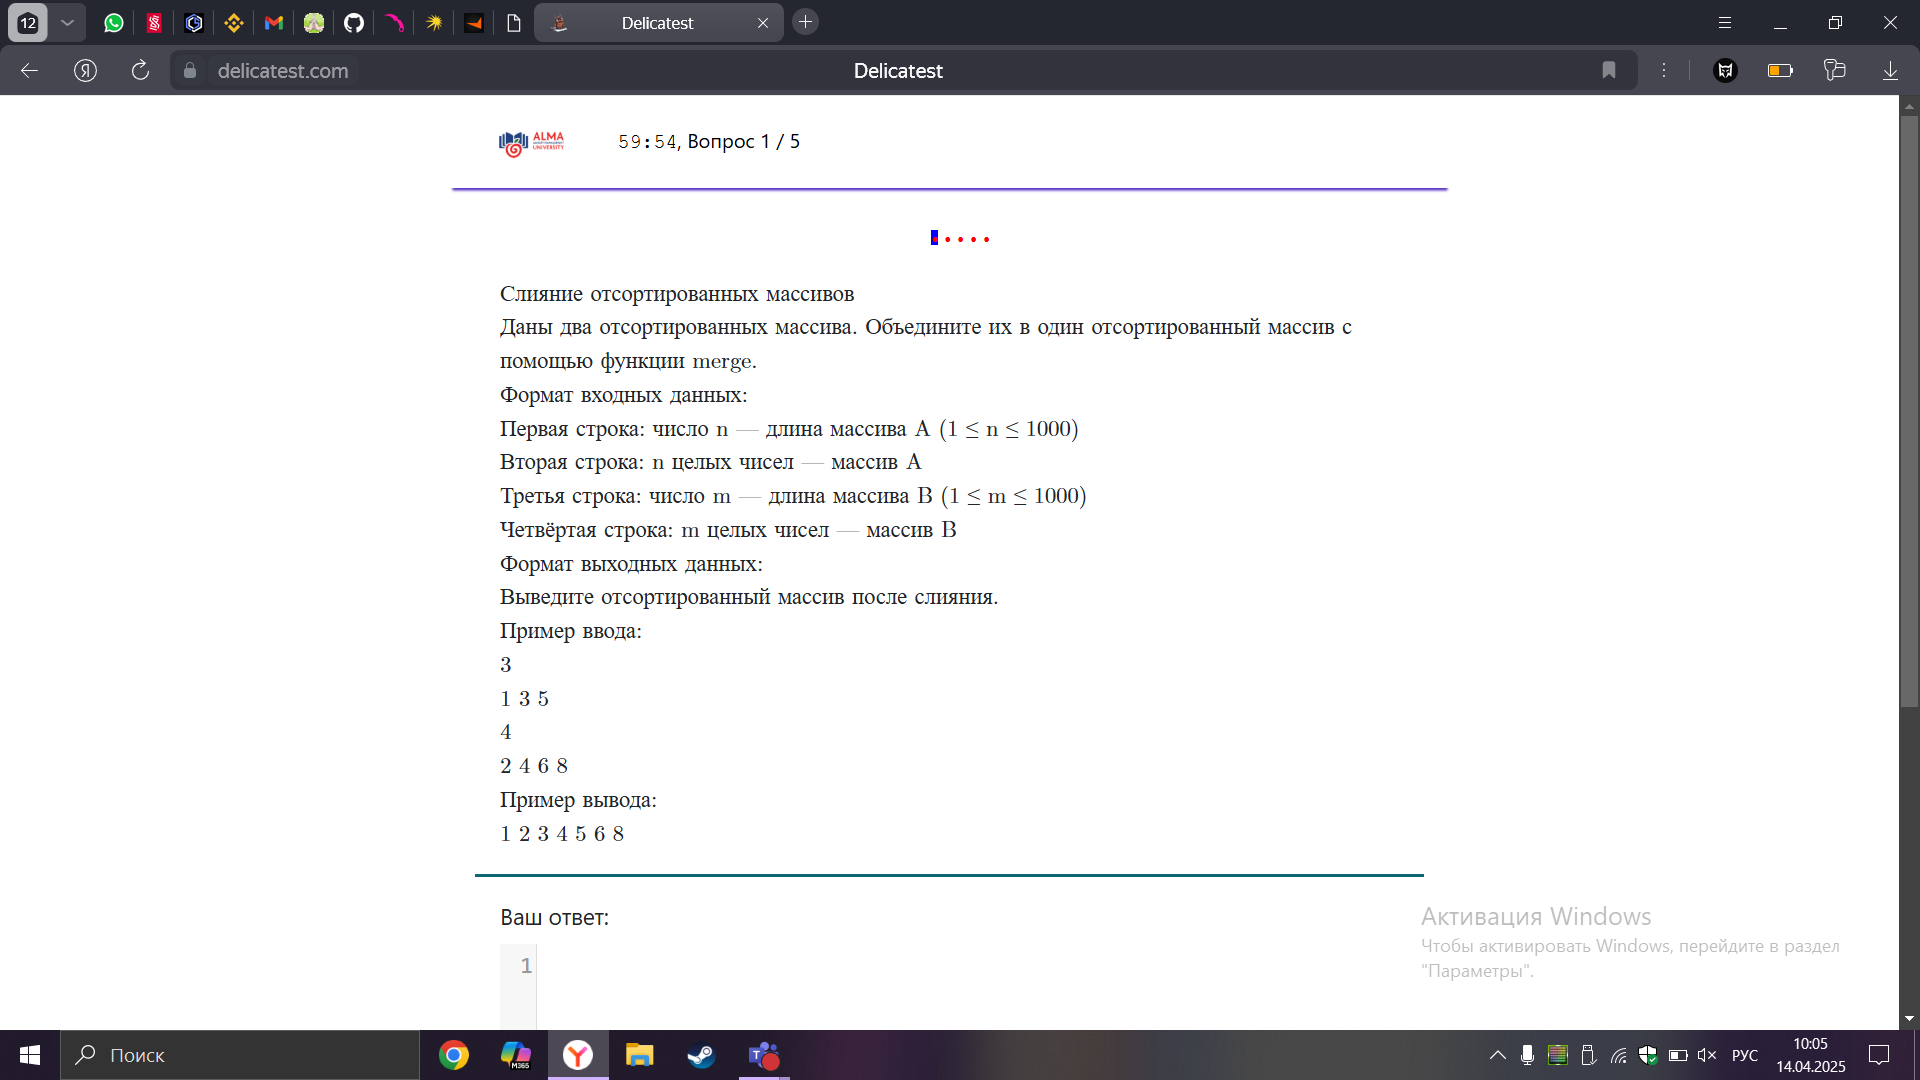 12
Delicatest
delicatest.com
Delicatest
ALMA
UNIVERSITY
59:54, Вопрос 1 / 5
Слияние отсортированных массивов
Даны два отсортированных массива. Объедините их в один отсортированный массив с
помощью функции merge.
Формат входных данных:
Первая строка: число n — длина массива A (1 ≤ n ≤ 1000)
Вторая строка: n целых чисел — массив A
Третья строка: число m — длина массива B (1 ≤ m ≤ 1000)
Четвёртая строка: m целых чисел — массив B
Формат выходных данных:
Выведите отсортированный массив после слияния.
Пример ввода:
3
1 3 5
4
2 4 6 8
Пример вывода:
1 2 3 4 5 6 8
Ваш ответ:
1
Активация Windows
Чтобы активировать Windows, перейдите в раздел
"Параметры".
Поиск
M365
РУС
10:05
14.04.2025